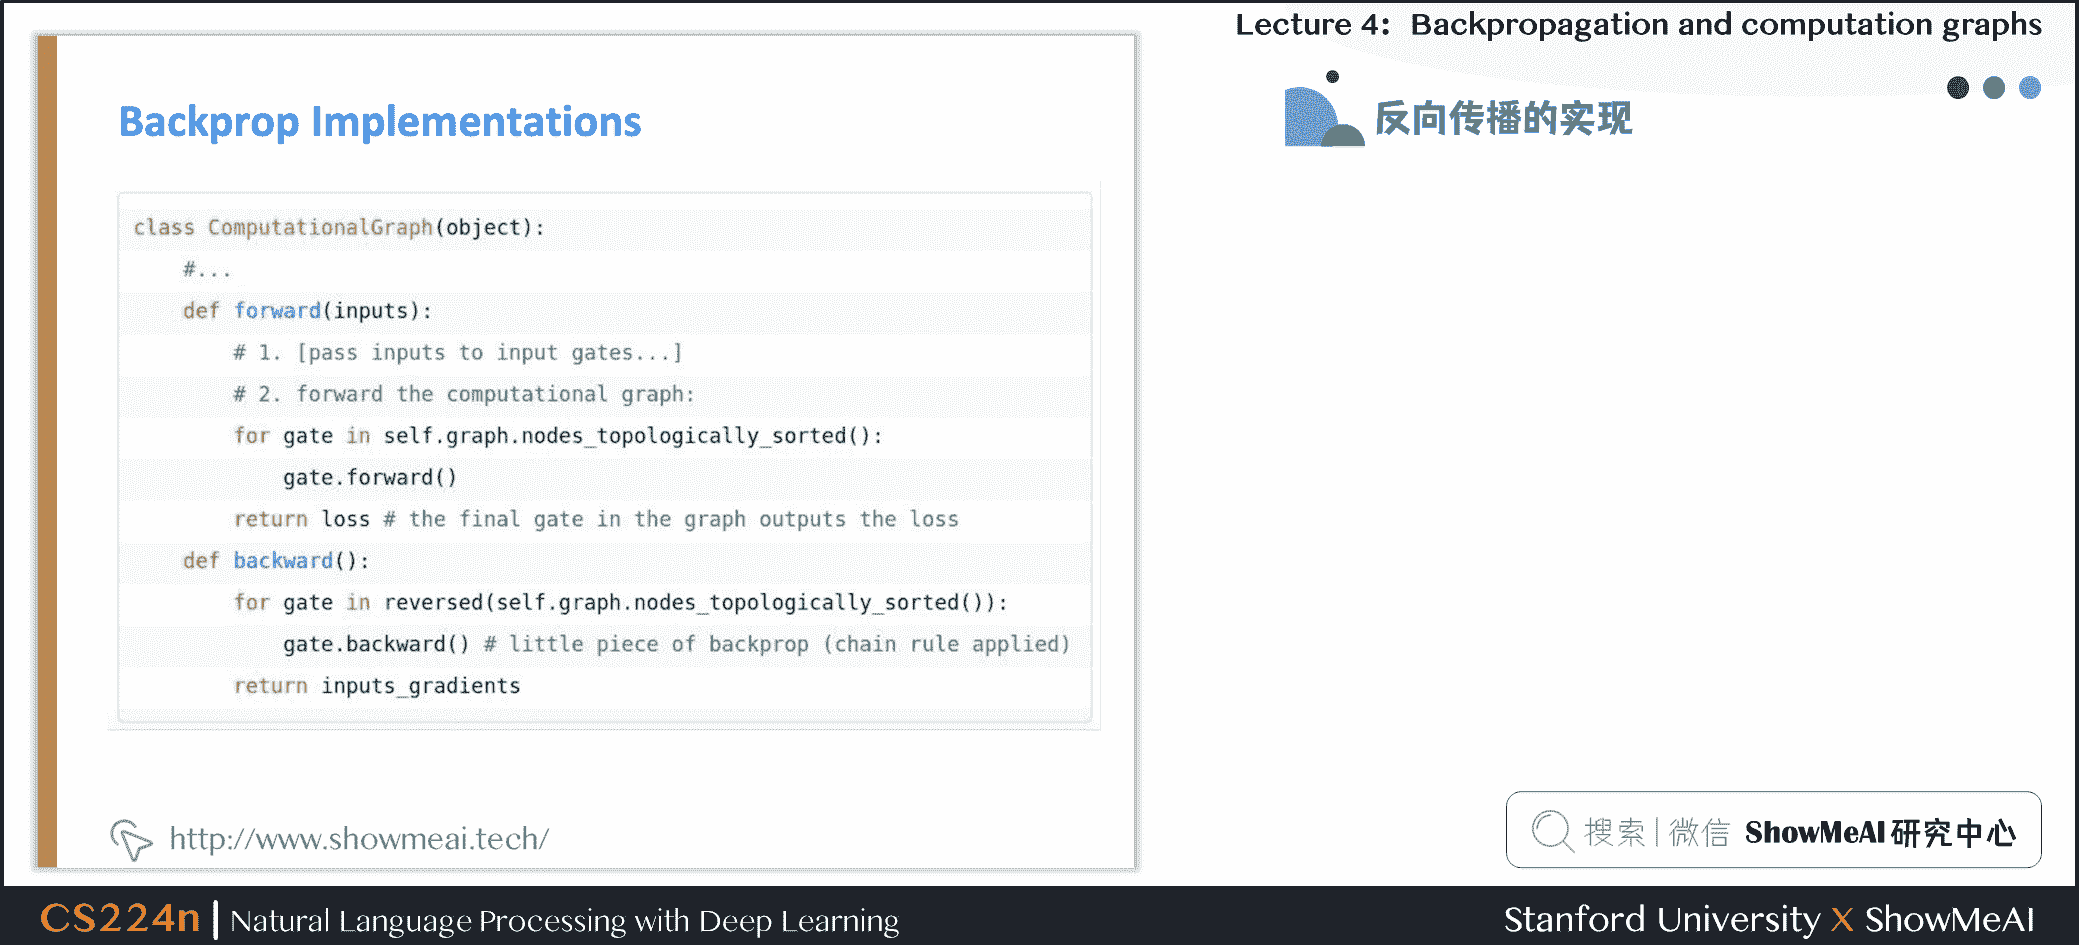 Lecture 4: Backpropagation and computation graphs
Backprop Implementations
反向传播的实现
class ComputationalGraph(object):
#...
def forward(inputs):
# 1. [pass inputs to input gates...]
# 2. forward the computational graph:
for gate in self.graph.nodes_topologically_sorted():
gate.forward()
return loss # the final gate in the graph outputs the loss
def backward():
for gate in reversed(self.graph.nodes_topologically_sorted()):
gate.backward() # little piece of backprop (chain rule applied)
return inputs_gradients
http://www.showmeai.tech/
搜索 | 微信 ShowMeAI 研究中心
CS224n | Natural Language Processing with Deep Learning
Stanford University X ShowMeAI